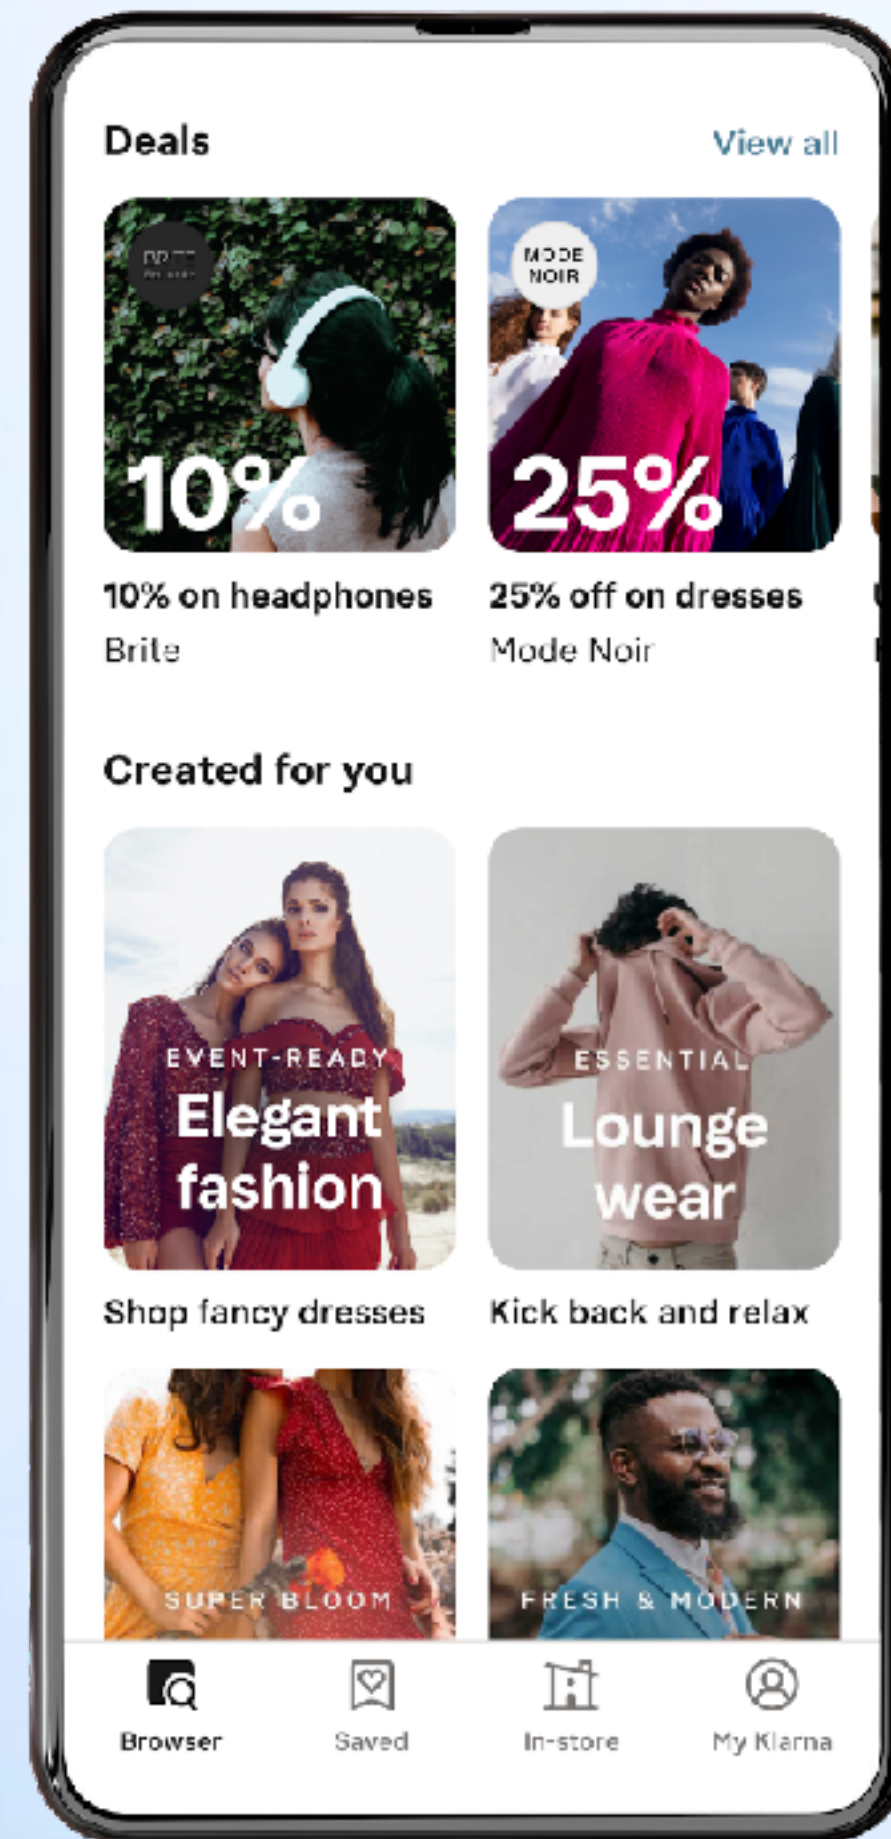 Deals
View all
BRITE
MODE
NOIR
10%
25%
10% on headphones
25% off on dresses
Brite
Mode Noir
Created for you
EVENT-READY
Elegant
fashion
ESSENTIAL
Lounge
wear
Shop fancy dresses
Kick back and relax
SUPER BLOOM
FRESH & MODERN
Browser
Saved
In-store
My Klarna